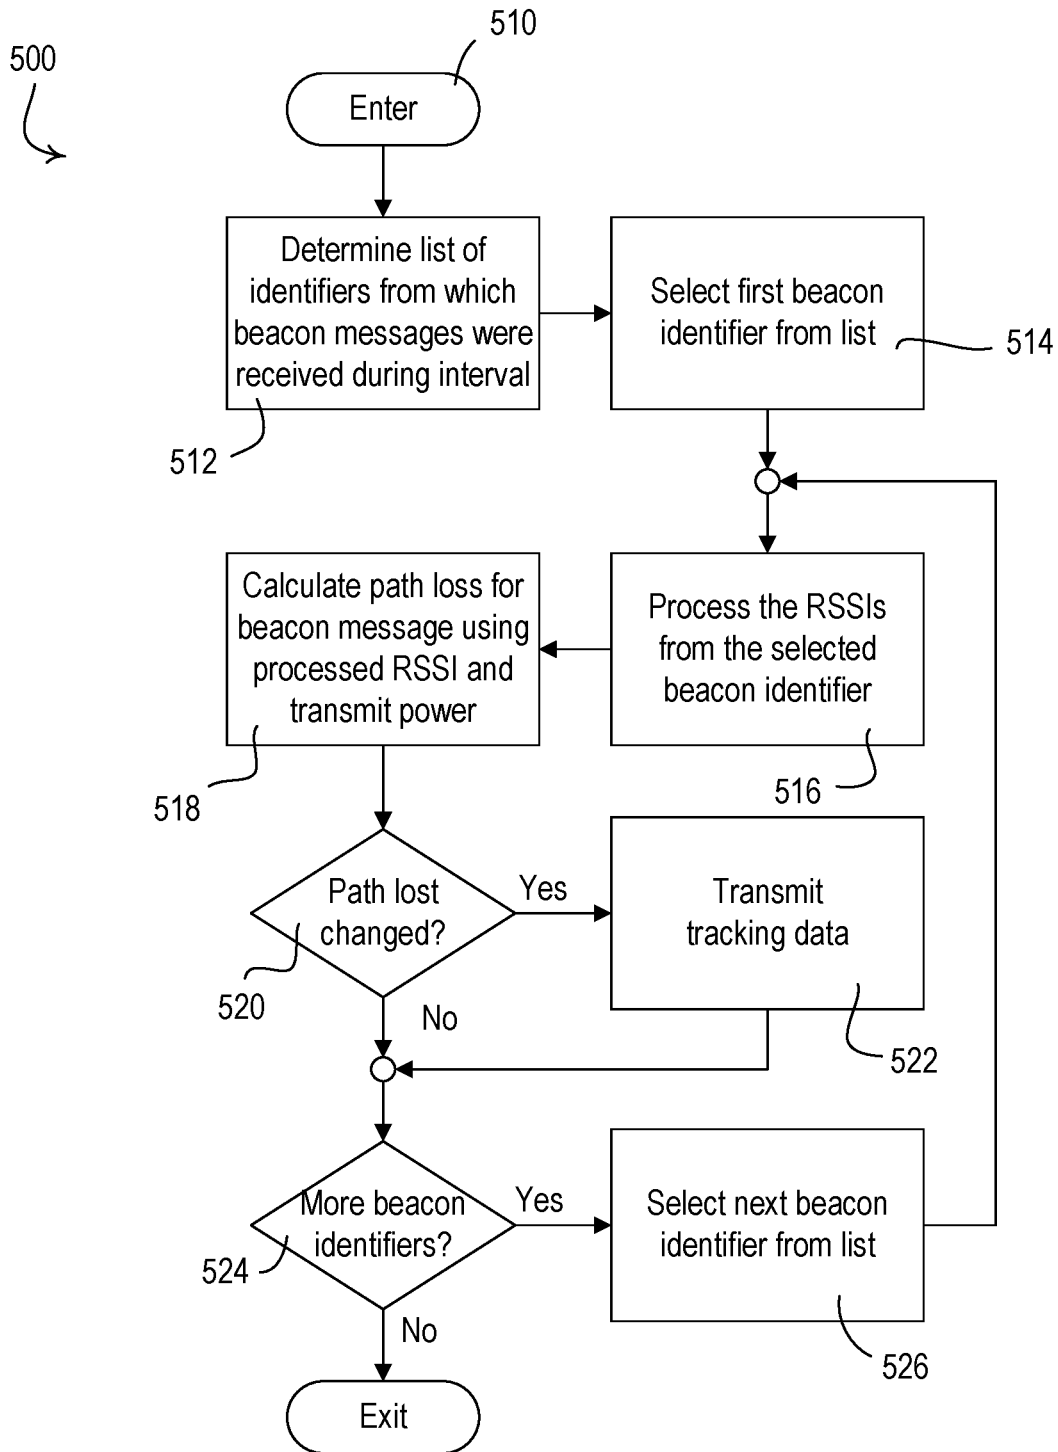 510
500
Enter
Determine list of
identifiers from which
beacon messages were
received during interval
Select first beacon
identifier from list
514
512
Calculate path loss for
beacon message using
processed RSSI and
transmit power
Process the RSSIs
from the selected
beacon identifier
518
516
Path lost
changed?
Yes
Transmit
tracking data
520
No
522
More beacon
identifiers?
Yes
Select next beacon
identifier from list
524
No
526
Exit